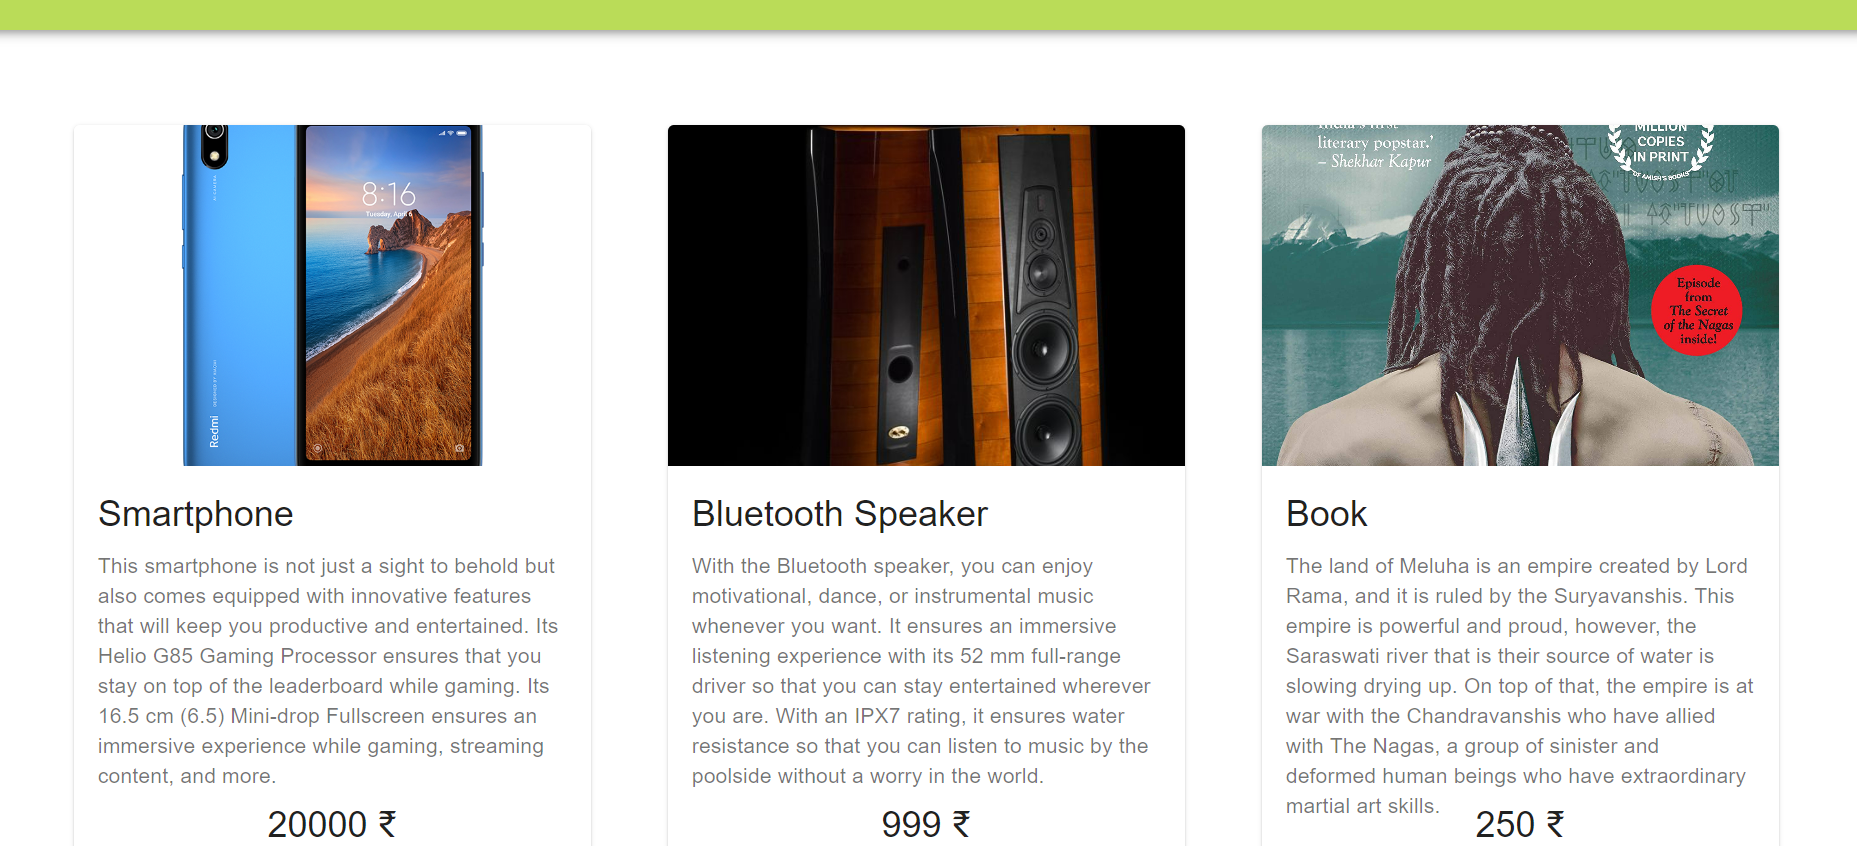 8:16
Tuesday, April 6
Redmi
literary popstar.’
– Shekhar Kapur
MILLION
COPIES
IN PRINT
OF AMISH'S BOOKS
Episode
from
The Secret
of the Nagas
inside!
Smartphone
This smartphone is not just a sight to behold but
also comes equipped with innovative features
that will keep you productive and entertained. Its
Helio G85 Gaming Processor ensures that you
stay on top of the leaderboard while gaming. Its
16.5 cm (6.5) Mini-drop Fullscreen ensures an
immersive experience while gaming, streaming
content, and more.
20000 ₹
Bluetooth Speaker
With the Bluetooth speaker, you can enjoy
motivational, dance, or instrumental music
whenever you want. It ensures an immersive
listening experience with its 52 mm full-range
driver so that you can stay entertained wherever
you are. With an IPX7 rating, it ensures water
resistance so that you can listen to music by the
poolside without a worry in the world.
999 ₹
Book
The land of Meluha is an empire created by Lord
Rama, and it is ruled by the Suryavanshis. This
empire is powerful and proud, however, the
Saraswati river that is their source of water is
slowing drying up. On top of that, the empire is at
war with the Chandravanshis who have allied
with The Nagas, a group of sinister and
deformed human beings who have extraordinary
martial art skills.
250 ₹